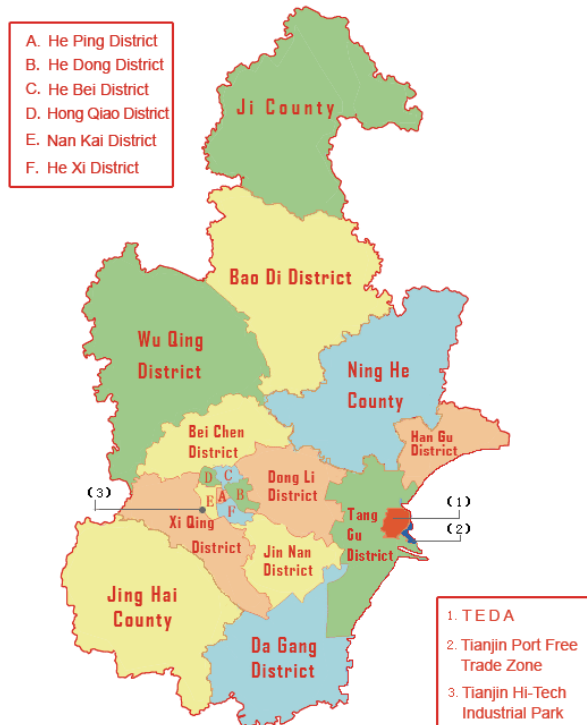 A. He Ping District
B. He Dong District
C. He Bei District
D. Hong Qiao District
E. Nan Kai District
F. He Xi District
Ji County
Bao Di District
Wu Qing
District
Ning He
County
Han Gu
District
Bei Chen
District
Dong Li
District
D
C
B
A
E
F
(3)
Xi Qing
District
Tang
Gu
District
(1)
(2)
Jin Nan
District
Jing Hai
County
Da Gang
District
1. TEDA
2. Tianjin Port Free
Trade Zone
3. Tianjin Hi-Tech
Industrial Park